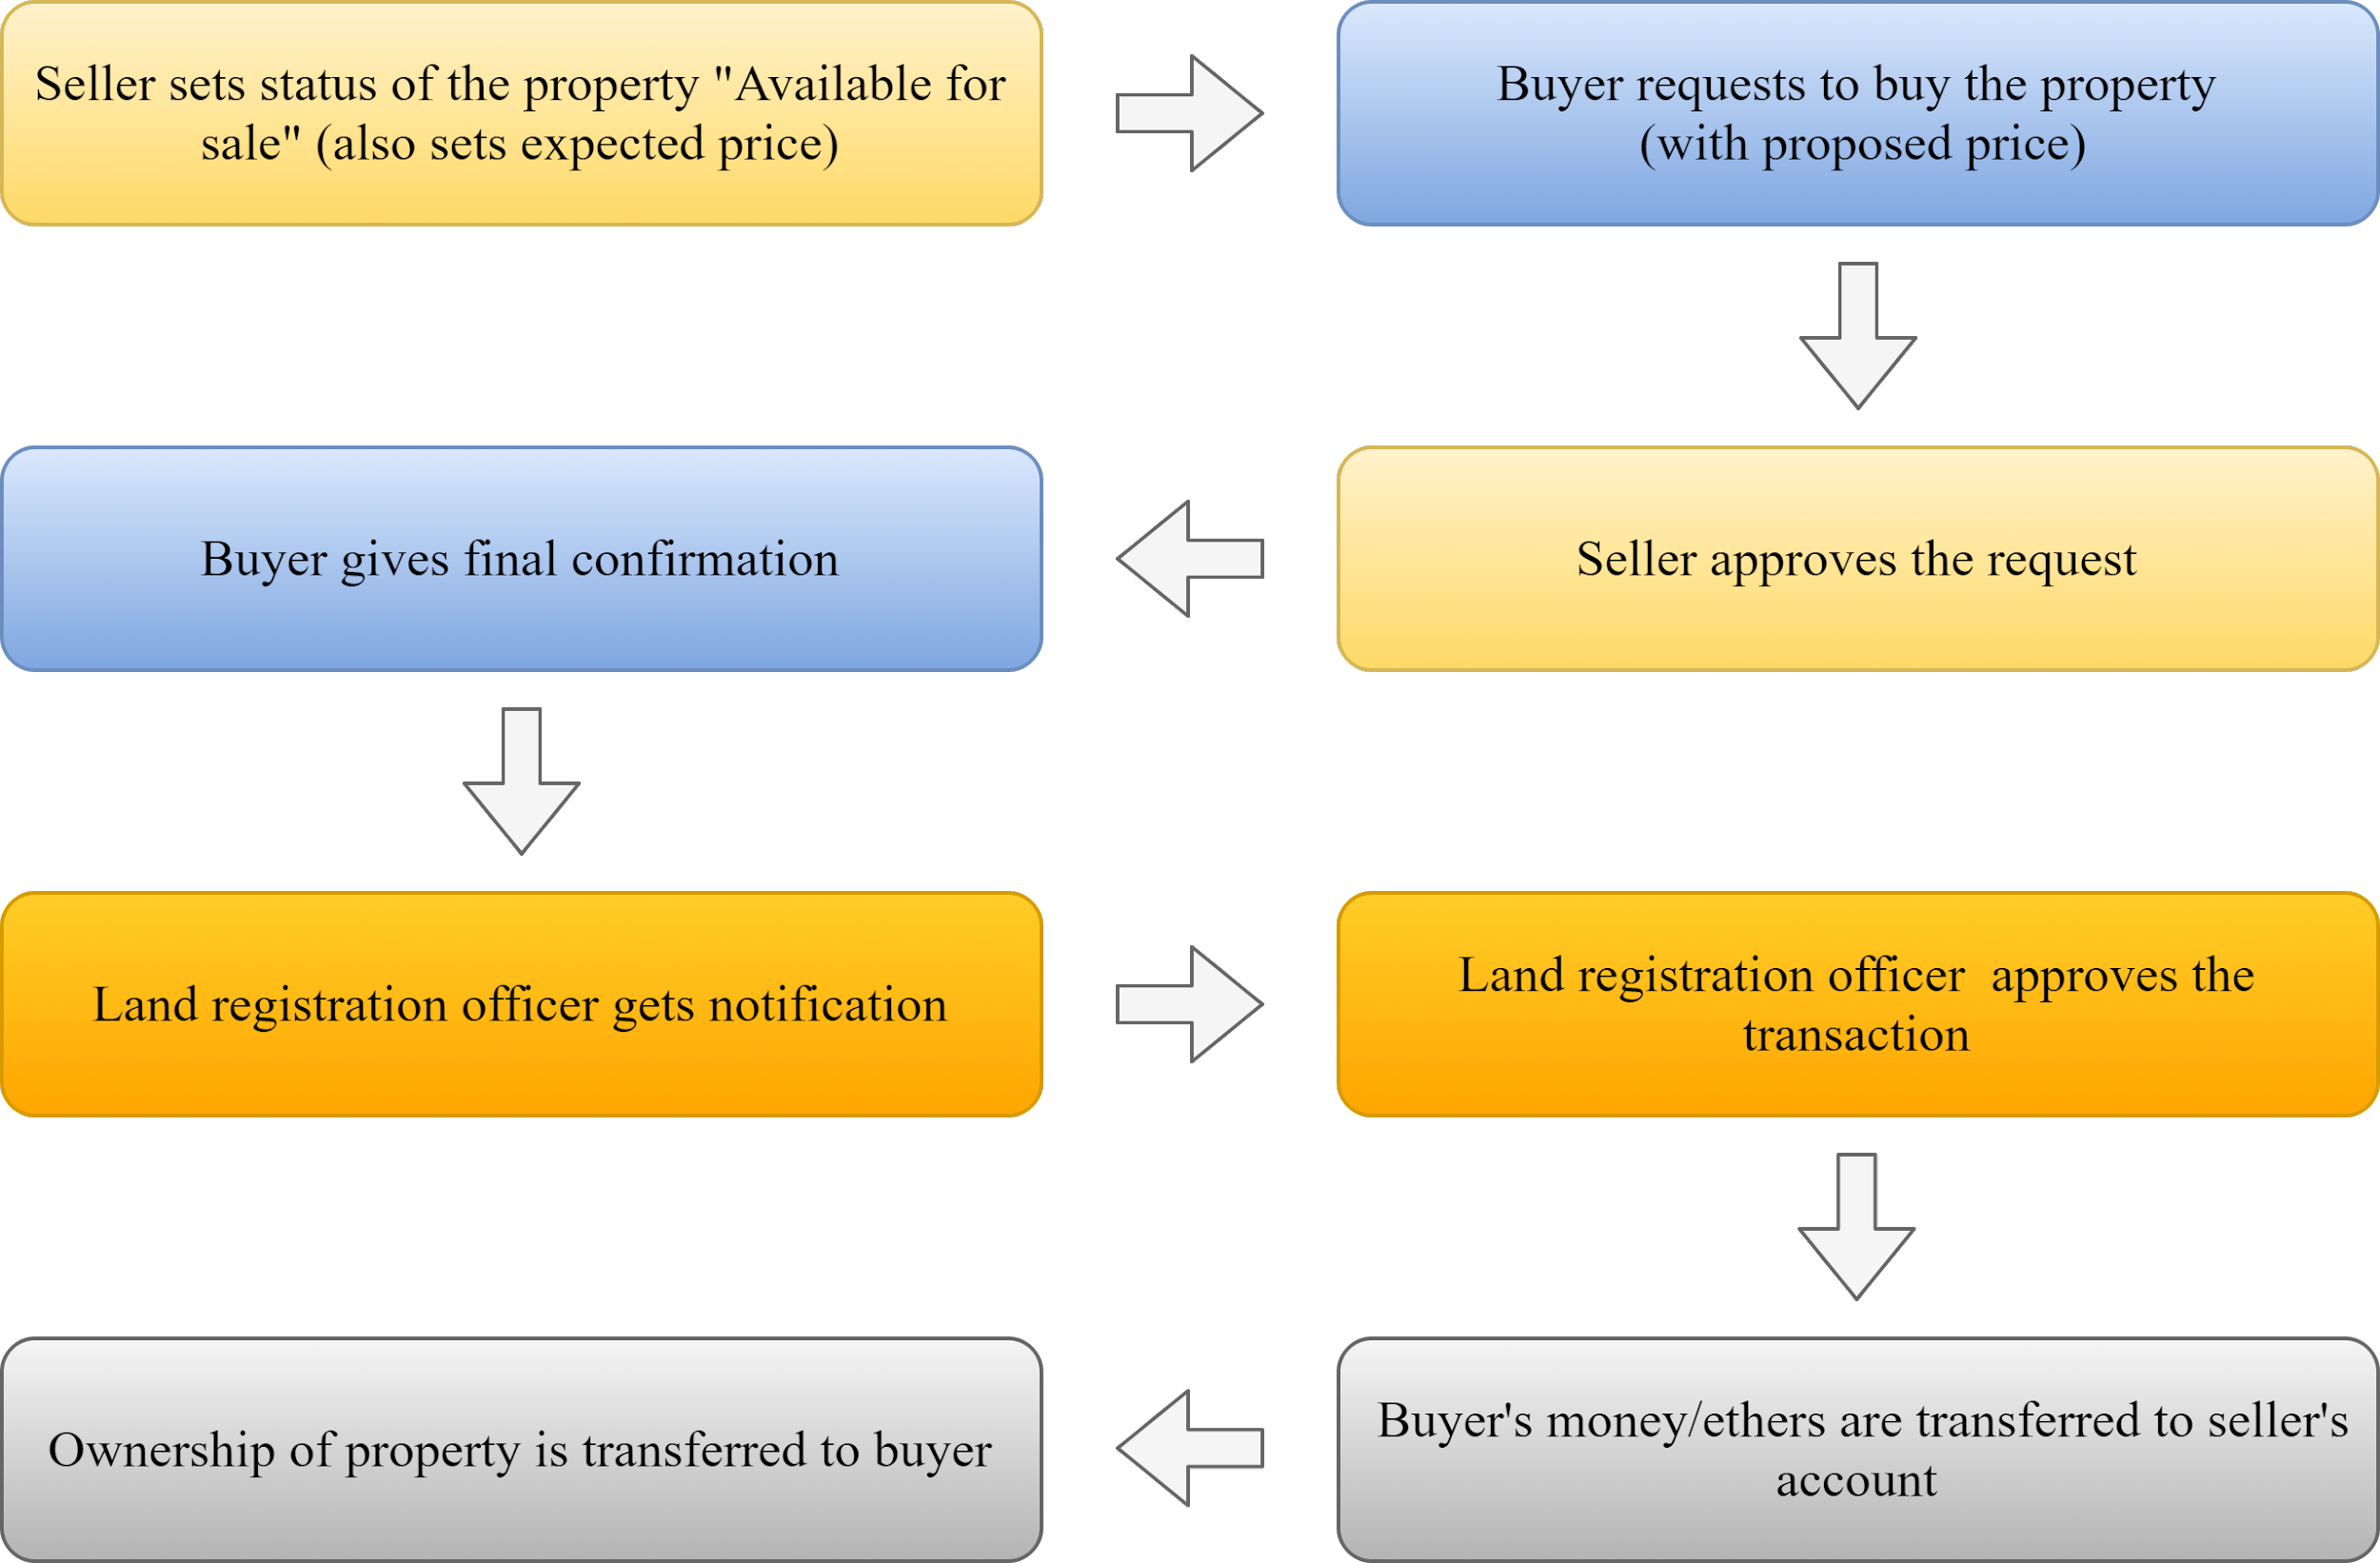 Seller sets status of the property "Available for
sale" (also sets expected price)
Buyer requests to buy the property
(with proposed price)
Seller approves the request
Buyer gives final confirmation
Land registration officer gets notification
Land registration officer  approves the
transaction
Buyer's money/ethers are transferred to seller's
account
Ownership of property is transferred to buyer